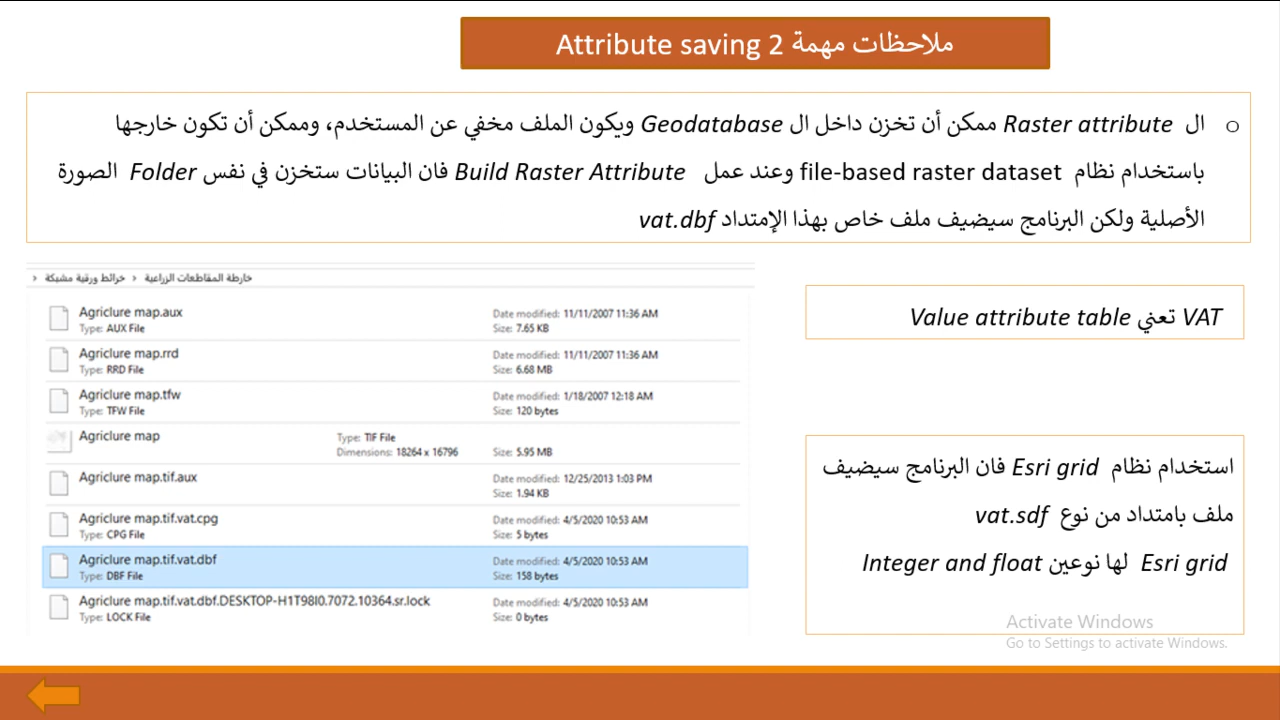 ملاحظات مهمة Attribute saving 2
○ ال Raster attribute ممكن أن تخزن داخل ال Geodatabase ويكون الملف مخفي عن المستخدم، وممكن أن تكون خارجها
باستخدام نظام file-based raster dataset وعند عمل Build Raster Attribute فان البيانات ستخزن في نفس Folder الصورة
الأصلية ولكن البرنامج سيضيف ملف خاص بهذا الإمتداد vat.dbf
خارطة المقاطعات الزراعية › خرائط ورقية مشبكة ›
Agriclure map.aux Date modified: 11/11/2007 11:36 AM
Type: AUX File Size: 7.65 KB
Agriclure map.rrd Date modified: 11/11/2007 11:36 AM
Type: RRD File Size: 6.68 MB
Agriclure map.tfw Date modified: 1/18/2007 12:18 AM
Type: TFW File Size: 120 bytes
Agriclure map Type: TIF File
Dimensions: 18264 x 16796 Size: 5.95 MB
Agriclure map.tif.aux Date modified: 12/25/2013 1:03 PM
Size: 1.94 KB
Agriclure map.tif.vat.cpg Date modified: 4/5/2020 10:53 AM
Type: CPG File Size: 5 bytes
Agriclure map.tif.vat.dbf Date modified: 4/5/2020 10:53 AM
Type: DBF File Size: 158 bytes
Agriclure map.tif.vat.dbf.DESKTOP-H1T98I0.7072.10364.sr.lock Date modified: 4/5/2020 10:53 AM
Type: LOCK File Size: 0 bytes
VAT تعني Value attribute table
استخدام نظام Esri grid فان البرنامج سيضيف
ملف بامتداد من نوع vat.sdf
Esri grid لها نوعين Integer and float
Activate Windows
Go to Settings to activate Windows.